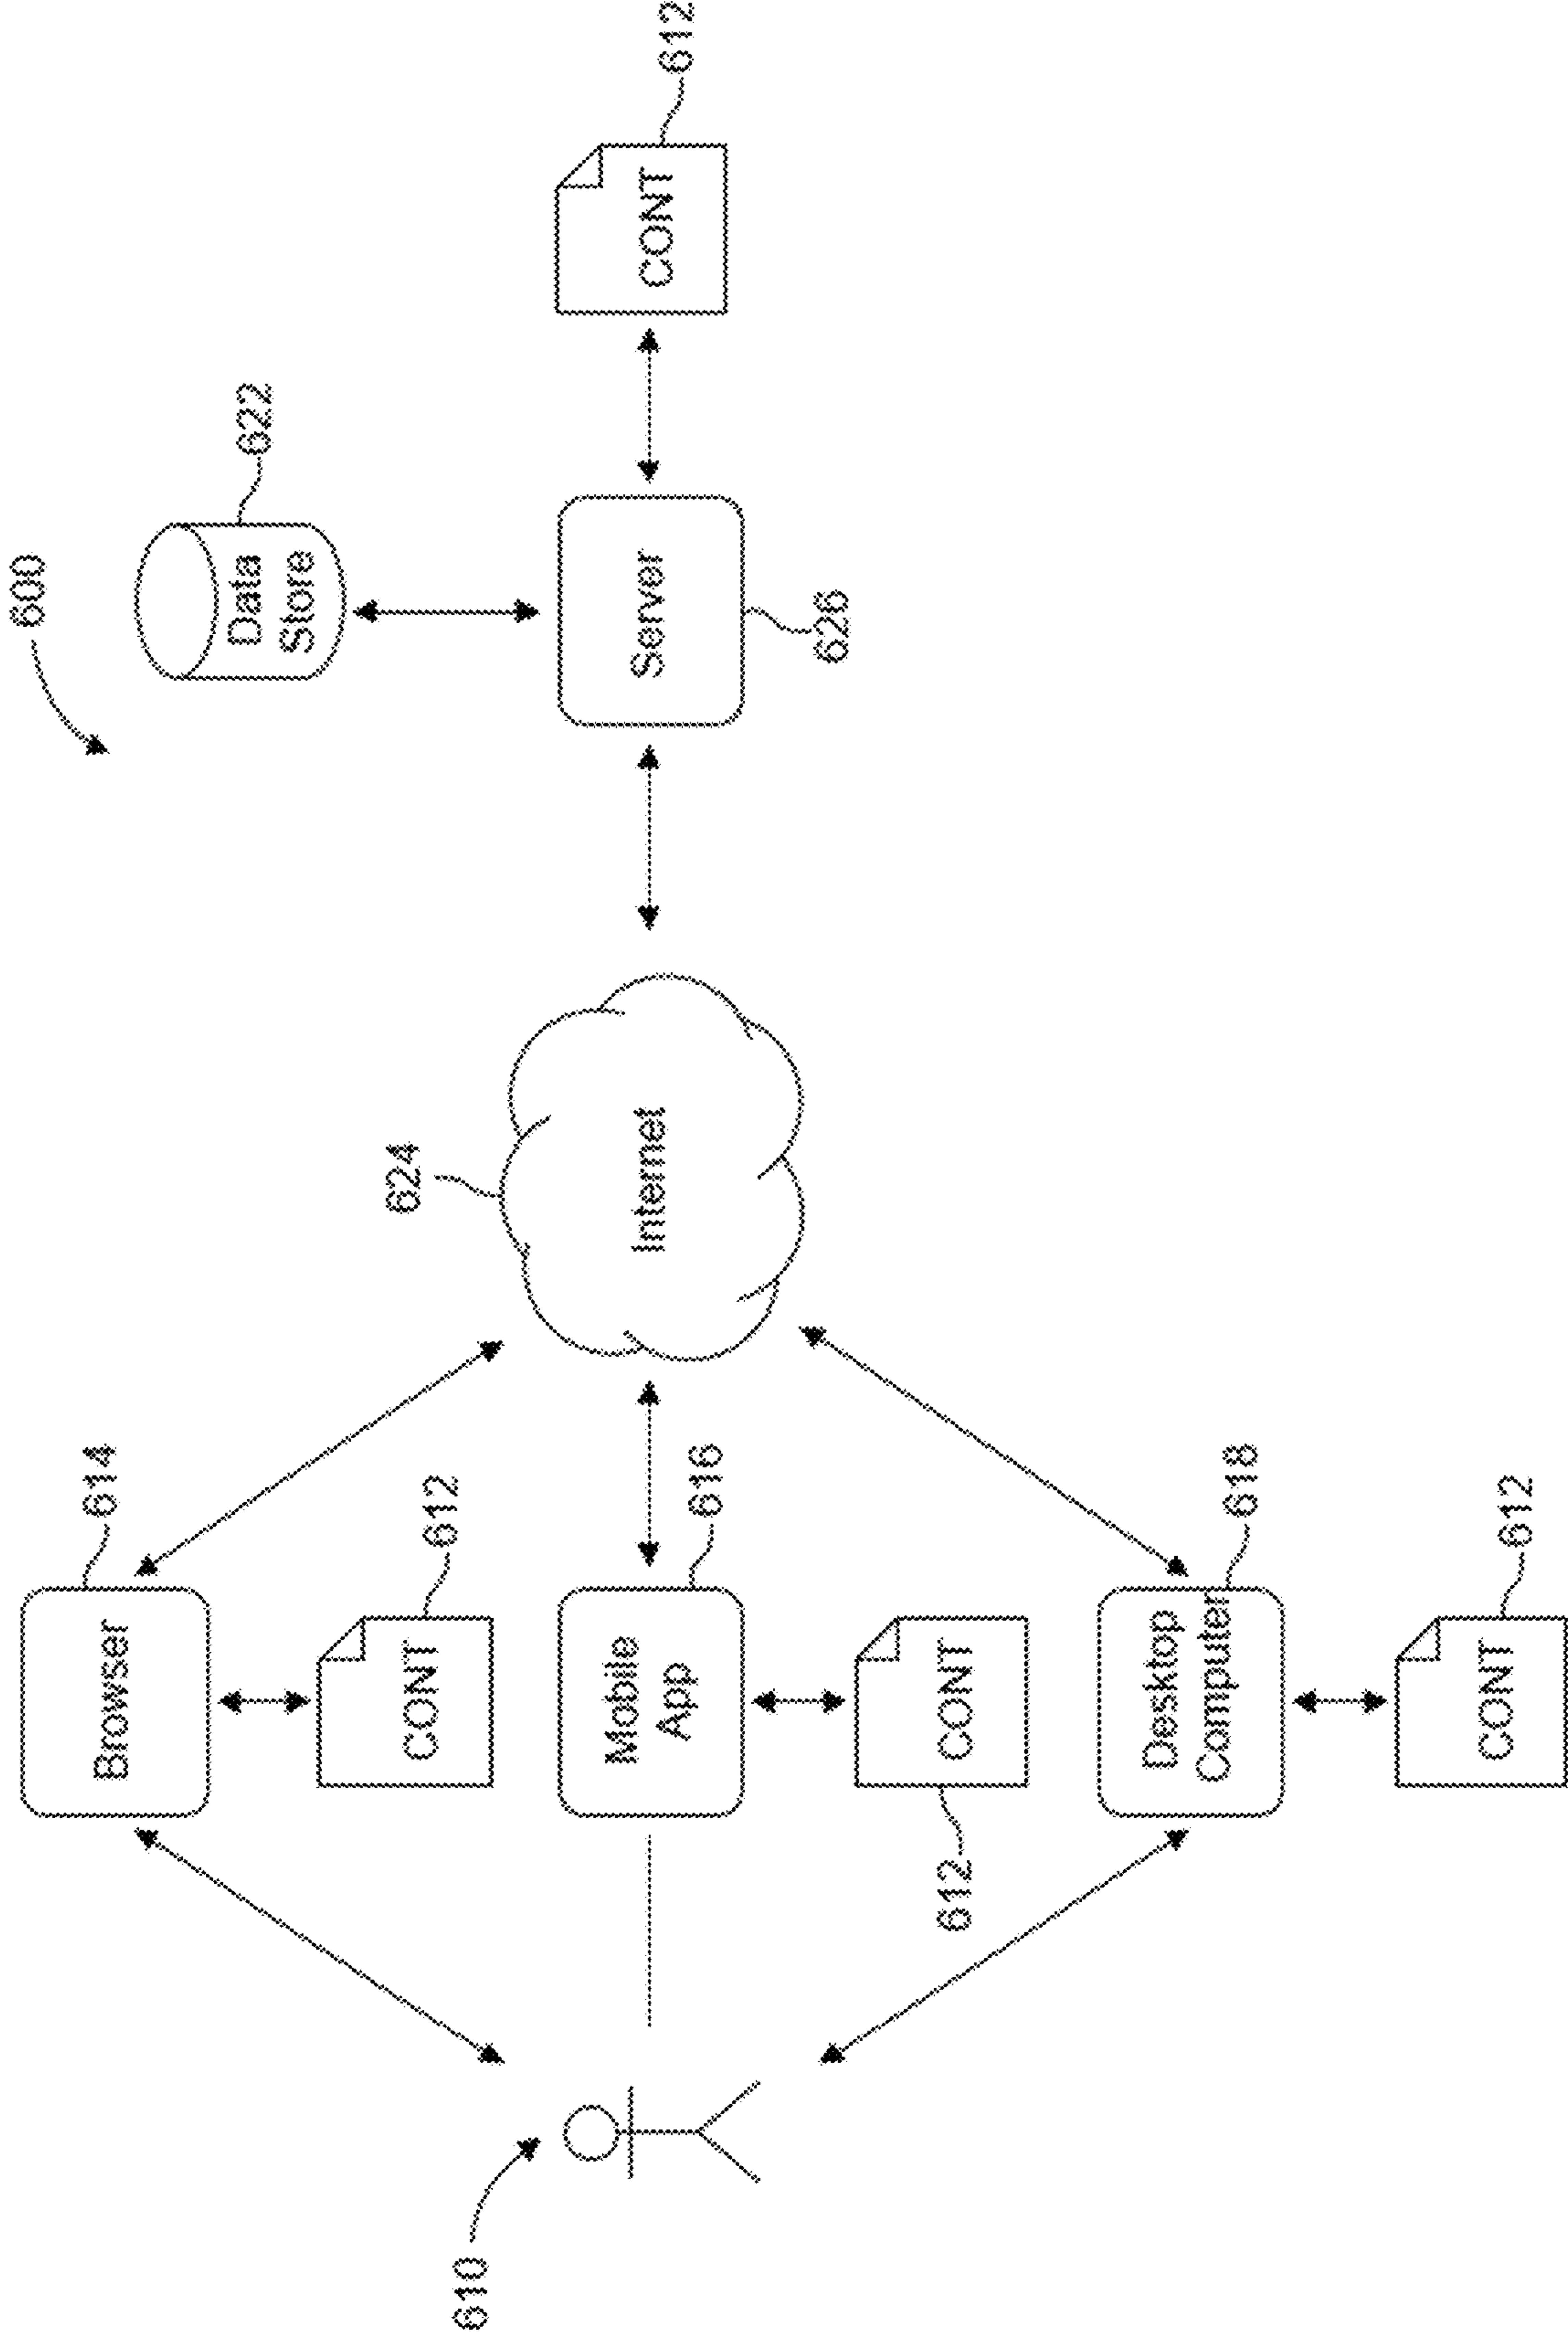 600
614
Browser
612
CONT
610
Mobile
App
616
612
CONT
618
Desktop
Computer
612
CONT
624
Internet
622
Data
Store
Server
626
612
CONT